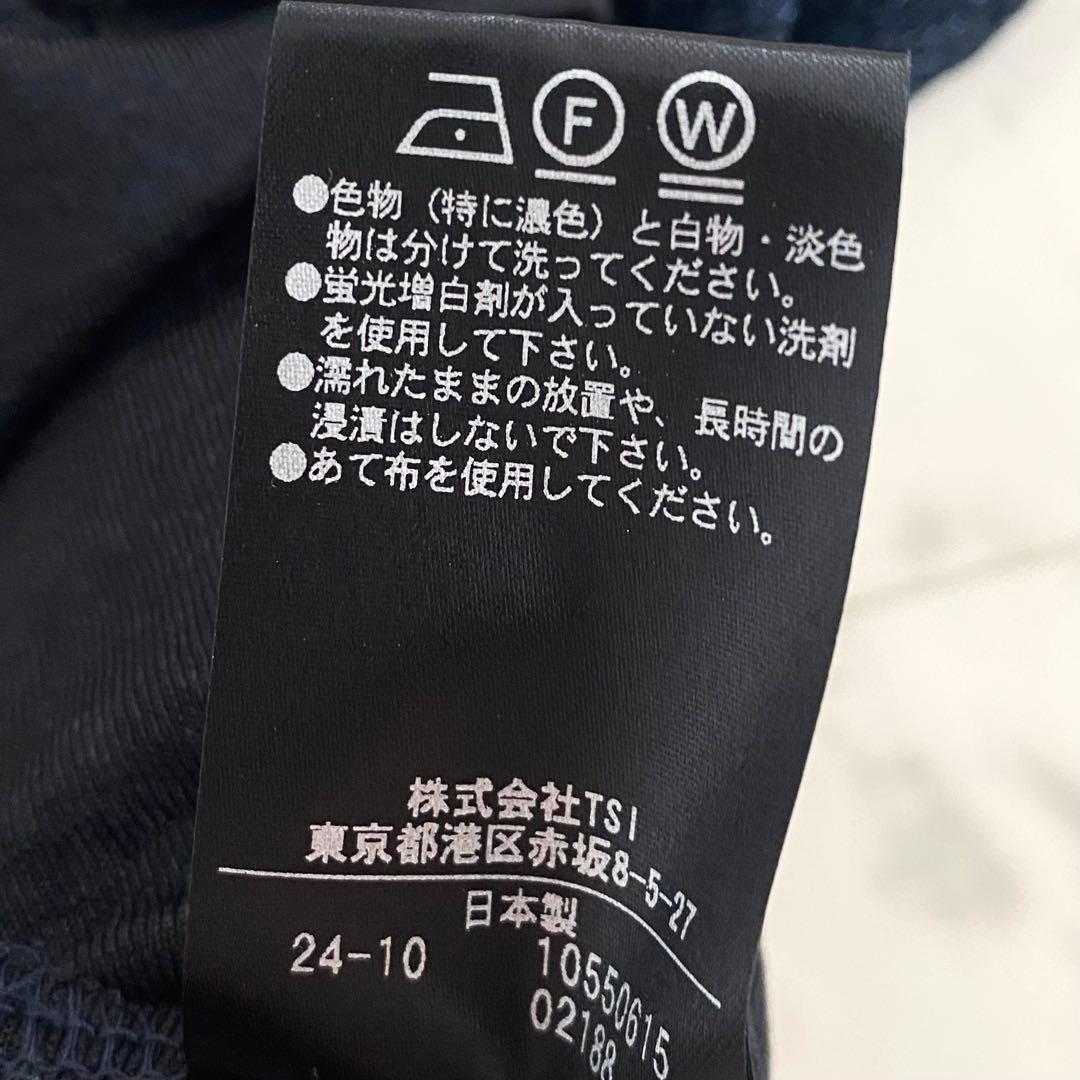 F W
●色物（特に濃色）と白物・淡色
物は分けて洗ってください。
●蛍光増白剤が入っていない洗剤
を使用して下さい。
●濡れたままの放置や、長時間の
浸漬はしないで下さい。
●あて布を使用してください。
株式会社TSI
東京都港区赤坂8-5-27
日本製
24-10 10550615
02188